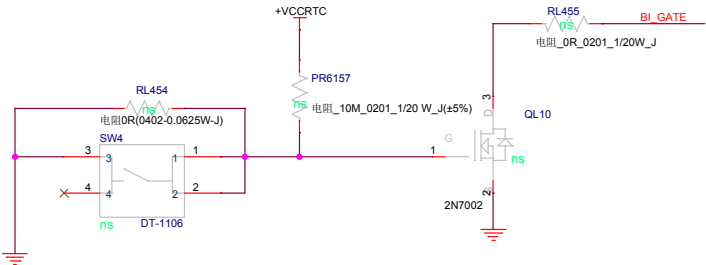 RL455
BI_GATE
ns
电阻_0R_0201_1/20W_J
+VCCRTC
PR6157
ns
电阻_10M_0201_1/20 W_J(±5%)
RL454
ns
电阻0R(0402-0.0625W-J)
SW4
3
3
1
1
4
4
2
2
ns
DT-1106
3
D
QL10
G
1
ns
S
2
2N7002